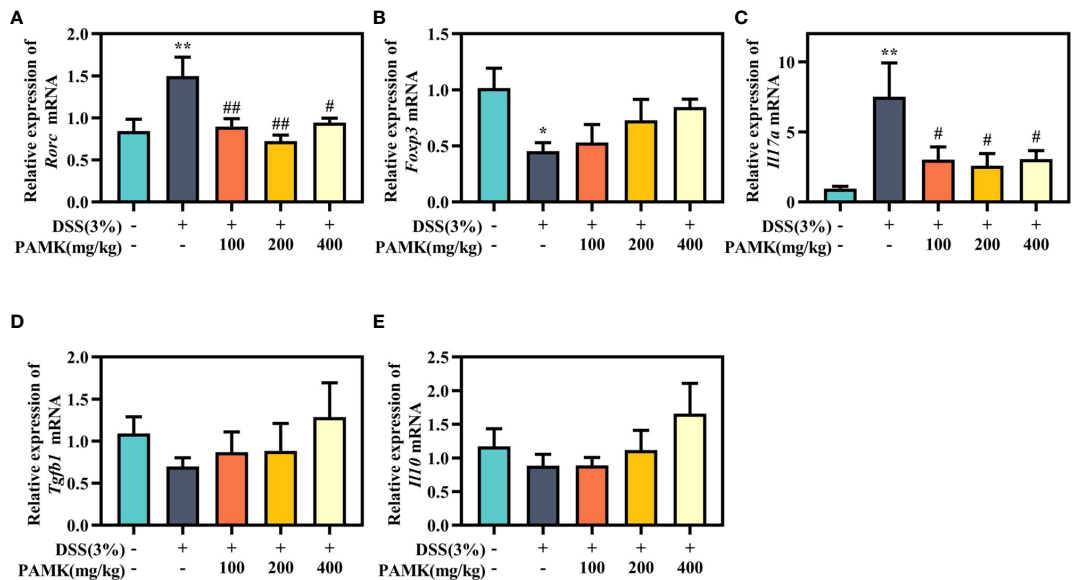 A
Relative expression of
Rorc mRNA
2.0
1.5
1.0
0.5
0.0
**
##
##
#
DSS(3%) - + + + +
PAMK(mg/kg) - - 100 200 400
B
Relative expression of
Foxp3 mRNA
1.5
1.0
0.5
0.0
*
DSS(3%) - + + + +
PAMK(mg/kg) - - 100 200 400
C
Relative expression of
Il17a mRNA
10
5
0
**
#
#
#
DSS(3%) - + + + +
PAMK(mg/kg) - - 100 200 400
D
Relative expression of
Tgfb1 mRNA
2.0
1.5
1.0
0.5
0.0
DSS(3%) - + + + +
PAMK(mg/kg) - - 100 200 400
E
Relative expression of
Il10 mRNA
2.5
2.0
1.5
1.0
0.5
0.0
DSS(3%) - + + + +
PAMK(mg/kg) - - 100 200 400